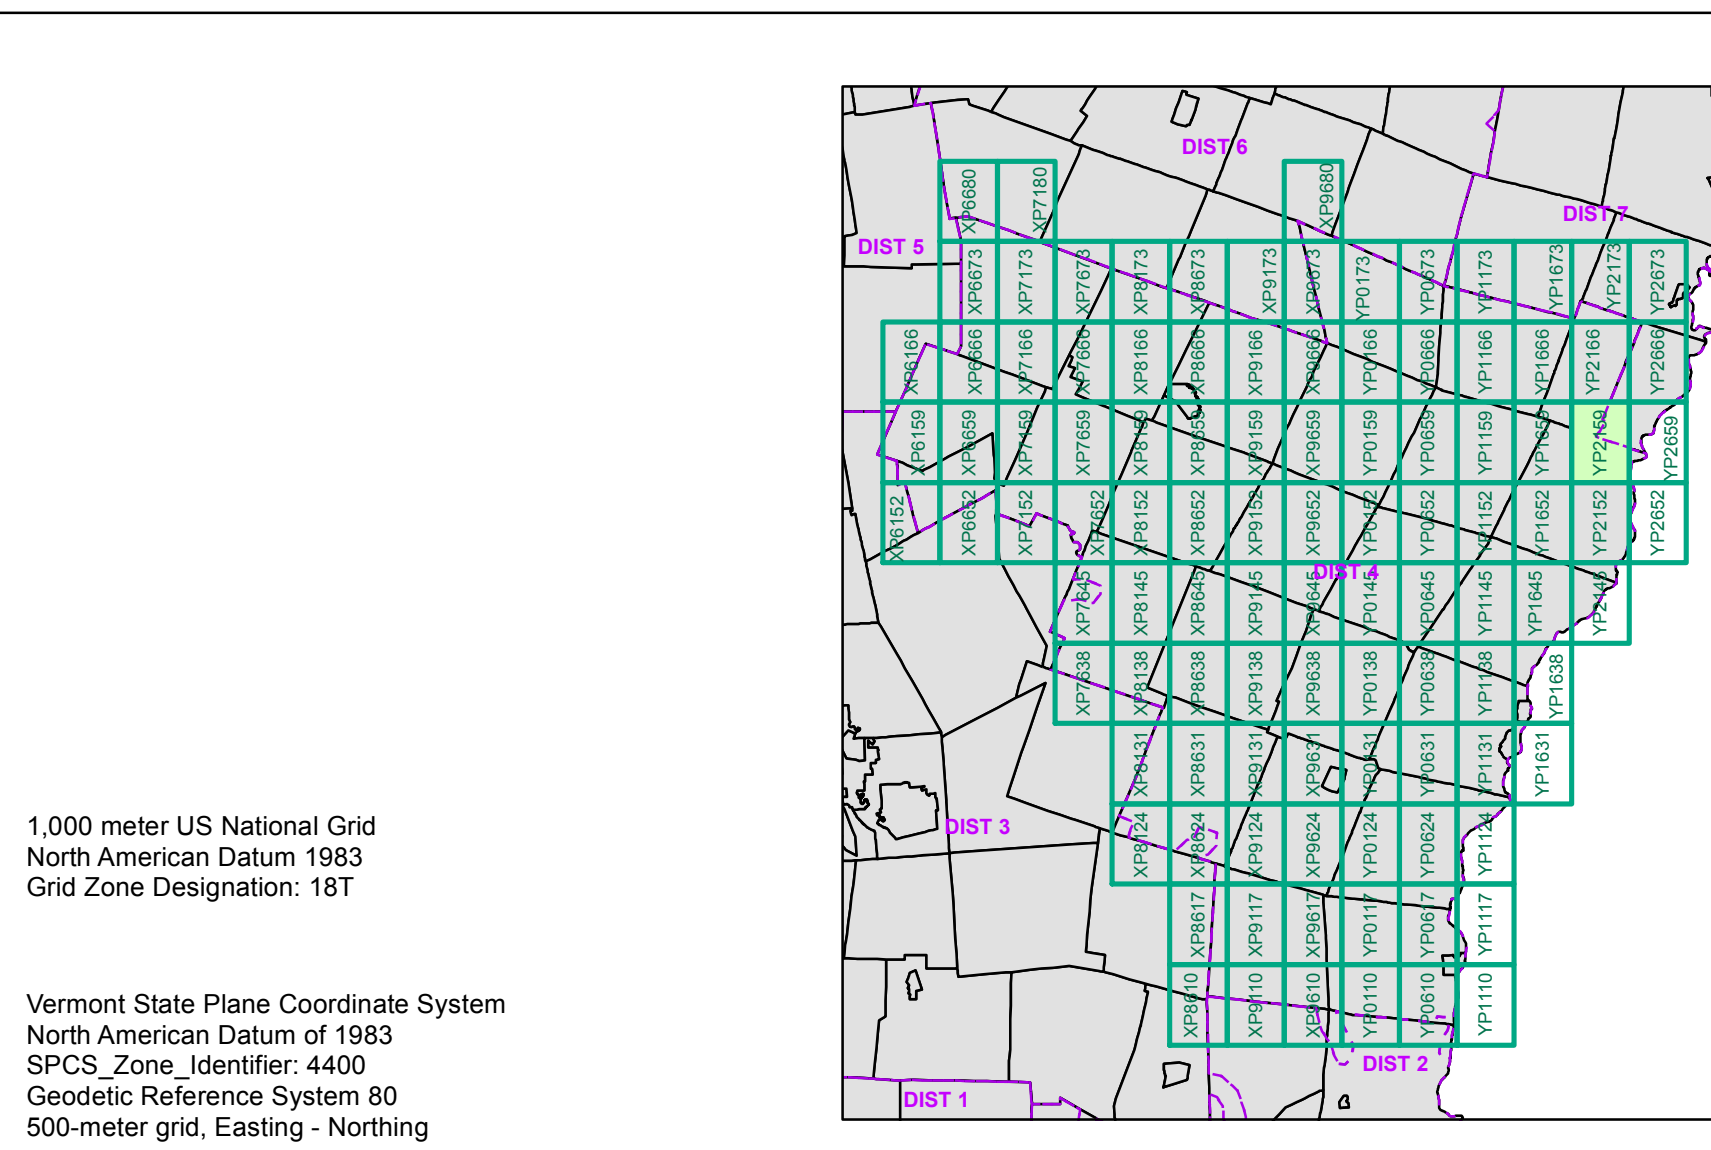 DIST 6
XP6680
XP7180
XP9680
DIST 7
DIST 5
XP6673
XP7173
XP7673
XP8173
XP8673
XP9173
XP9673
YP0173
YP0673
YP1173
YP1673
YP2173
YP2673
XP6166
XP6666
XP7166
XP7666
XP8166
XP8666
XP9166
XP9666
YP0166
YP0666
YP1166
YP1666
YP2166
YP2666
XP6159
XP6659
XP7159
XP7659
XP8159
XP8659
XP9159
XP9659
YP0159
YP0659
YP1159
YP1659
YP2159
YP2659
XP6152
XP6652
XP7152
XP7652
XP8152
XP8652
XP9152
XP9652
YP0152
YP0652
YP1152
YP1652
YP2152
YP2652
DIST 4
XP7645
XP8145
XP8645
XP9145
XP9645
YP0145
YP0645
YP1145
YP1645
YP2145
XP7638
XP8138
XP8638
XP9138
XP9638
YP0138
YP0638
YP1138
YP1638
XP8131
XP8631
XP9131
XP9631
YP0131
YP0631
YP1131
YP1631
1,000 meter US National Grid
North American Datum 1983
Grid Zone Designation: 18T
DIST 3
XP8124
XP8624
XP9124
XP9624
YP0124
YP0624
YP1124
XP8617
XP9117
XP9617
YP0117
YP0617
YP1117
XP8610
XP9110
XP9610
YP0110
YP0610
YP1110
Vermont State Plane Coordinate System
North American Datum of 1983
SPCS_Zone_Identifier: 4400
Geodetic Reference System 80
500-meter grid, Easting - Northing
DIST 2
DIST 1